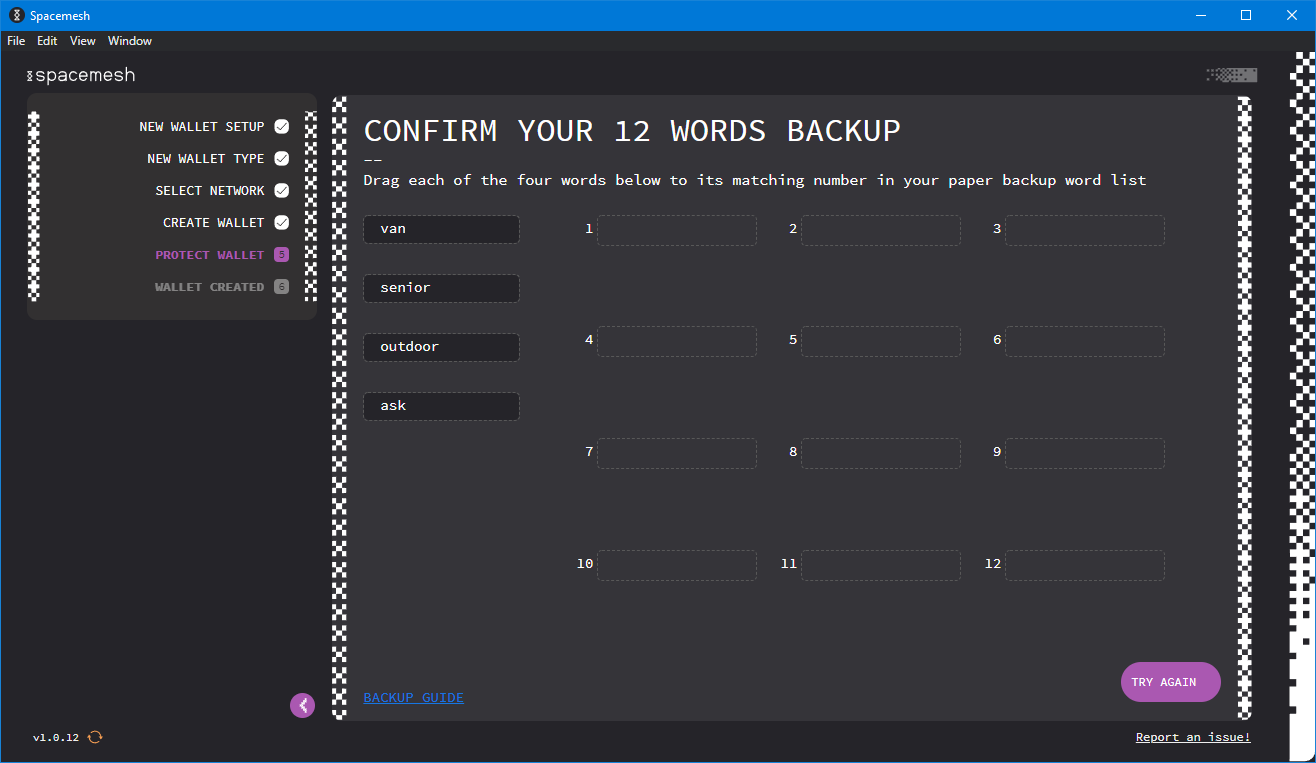 Spacemesh
File Edit View Window
spacemesh
NEW WALLET SETUP
NEW WALLET TYPE
SELECT NETWORK
CREATE WALLET
PROTECT WALLET 5
WALLET CREATED 6
CONFIRM YOUR 12 WORDS BACKUP
--
Drag each of the four words below to its matching number in your paper backup word list
van
senior
outdoor
ask
1 2 3
4 5 6
7 8 9
10 11 12
BACKUP GUIDE
TRY AGAIN
v1.0.12
Report an issue!